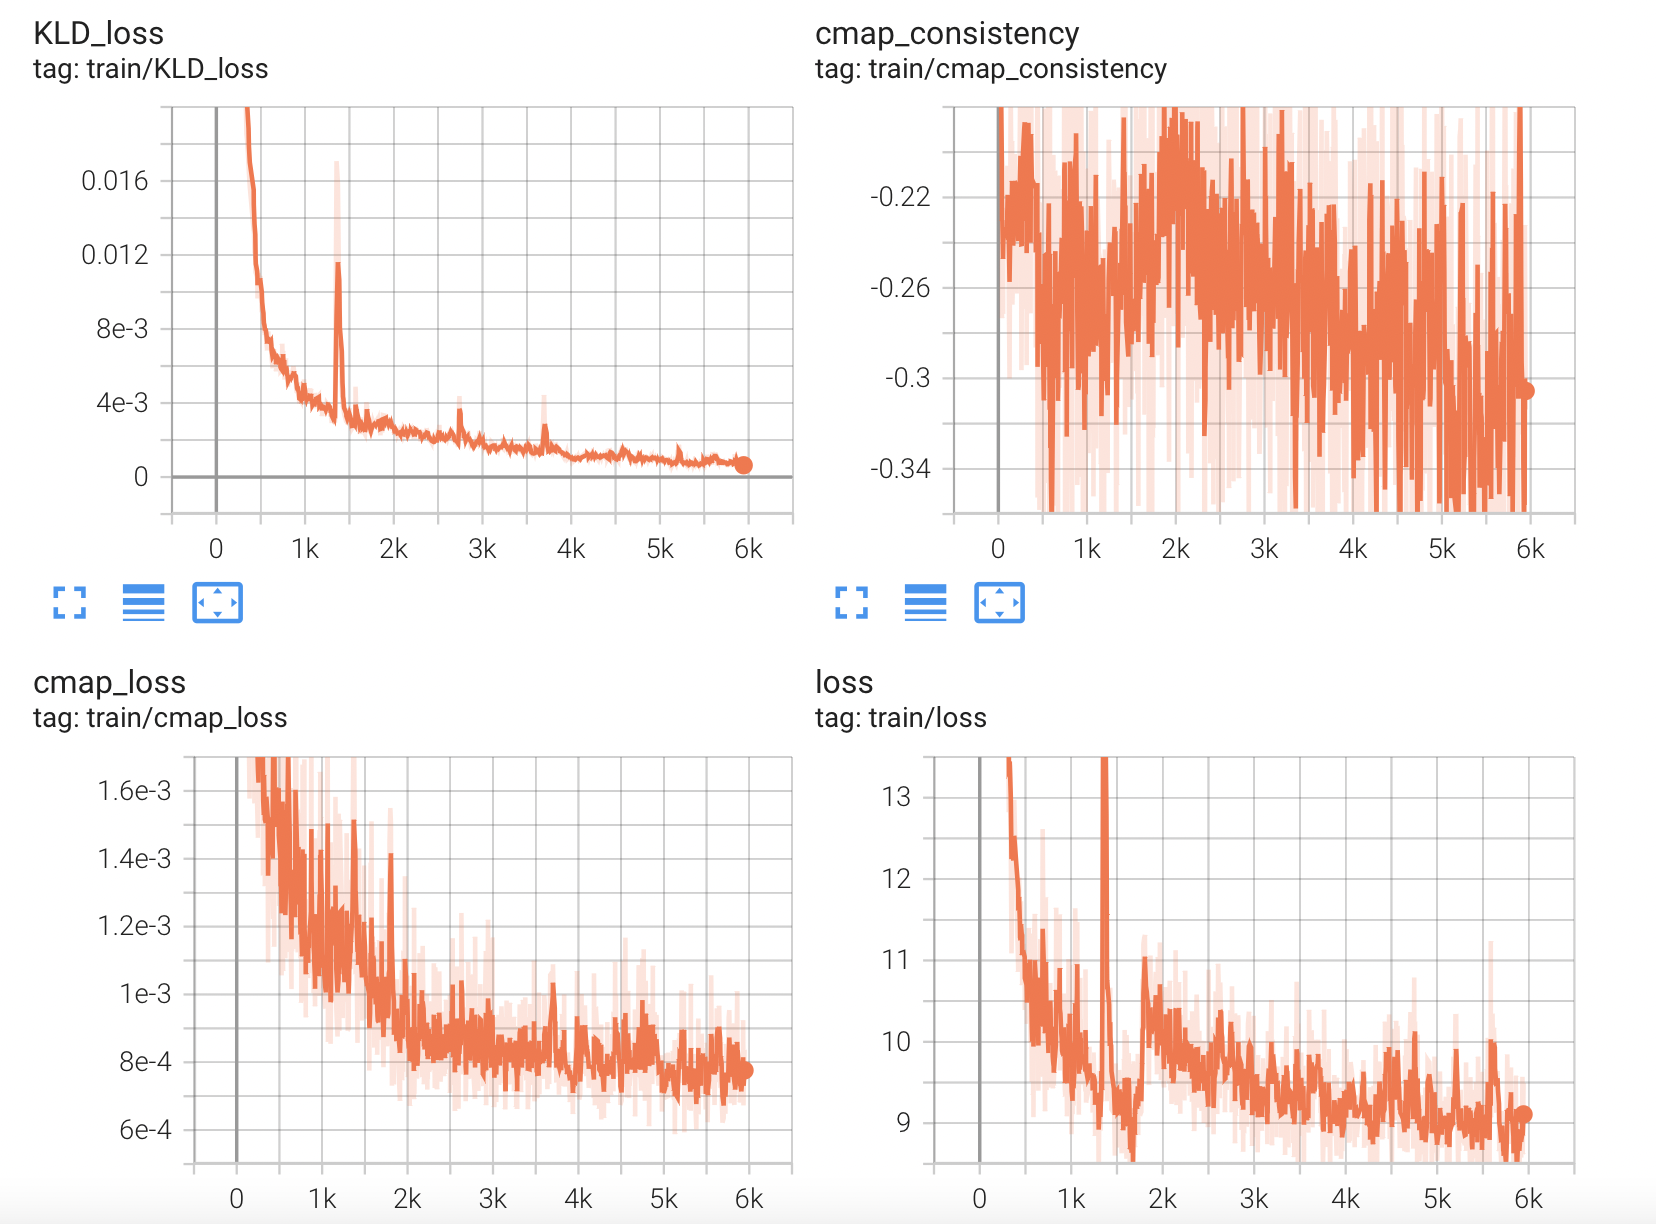 KLD_loss
tag: train/KLD_loss
0.016
0.012
8e-3
4e-3
0
0 1k 2k 3k 4k 5k 6k
cmap_consistency
tag: train/cmap_consistency
-0.22
-0.26
-0.3
-0.34
0 1k 2k 3k 4k 5k 6k
cmap_loss
tag: train/cmap_loss
1.6e-3
1.4e-3
1.2e-3
1e-3
8e-4
6e-4
0 1k 2k 3k 4k 5k 6k
loss
tag: train/loss
13
12
11
10
9
0 1k 2k 3k 4k 5k 6k